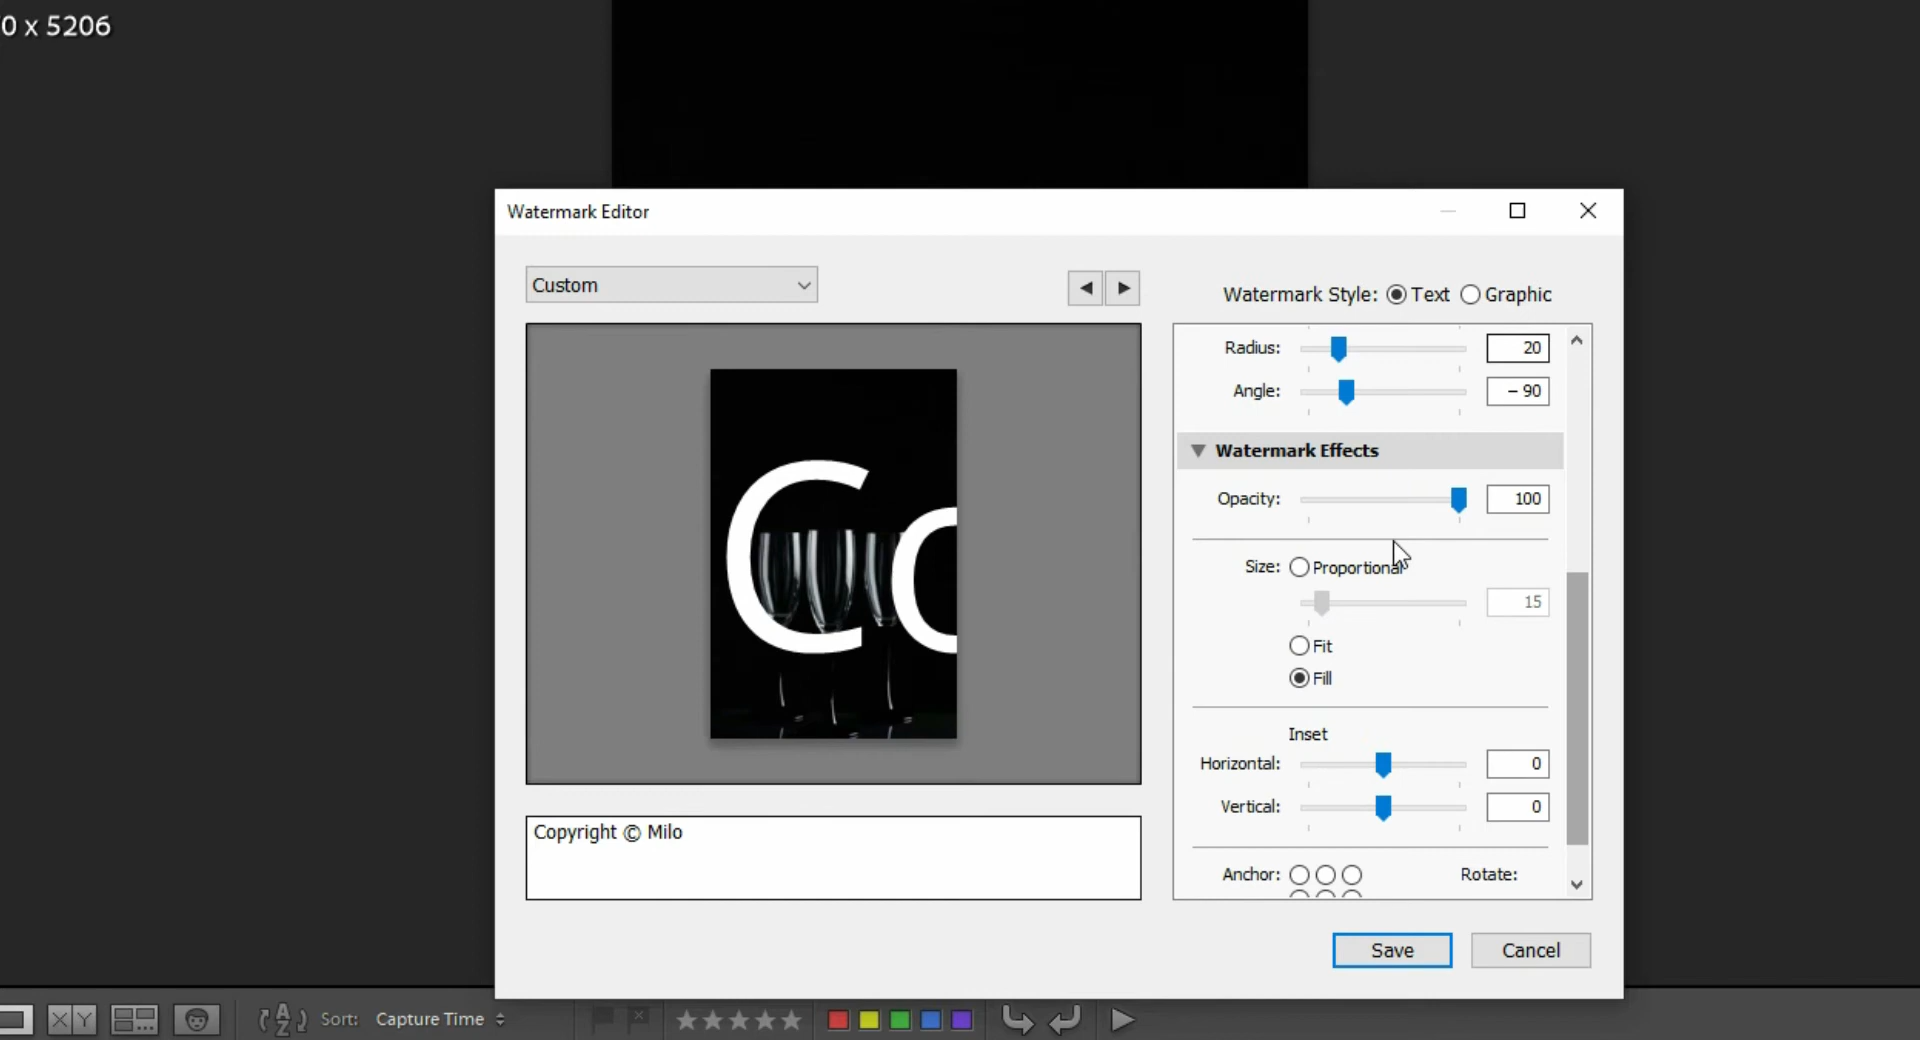 0 x 5206
Watermark Editor
Custom
Watermark Style: Text Graphic
Radius: 20
Angle: – 90
Watermark Effects
Opacity: 100
Size: Proportional
15
Fit
Fill
Inset
Horizontal: 0
Vertical: 0
Anchor: Rotate:
Co
Copyright © Milo
Save Cancel
X Y
A
Z
Sort: Capture Time